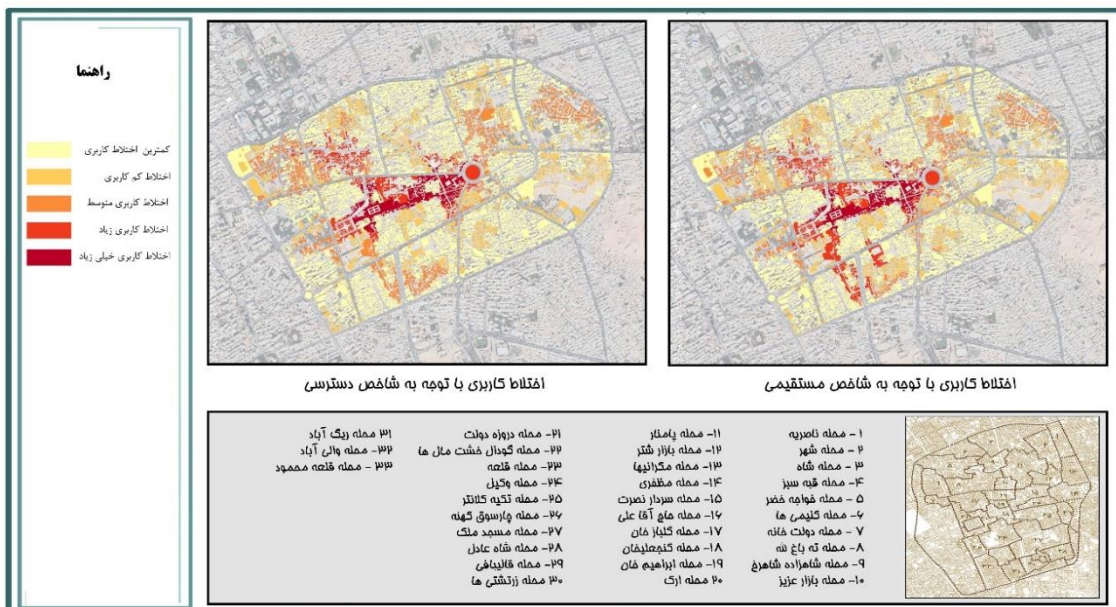 راهنما
کمترین اختلاط کاربری
اختلاط کم کاربری
اختلاط کاربری متوسط
اختلاط کاربری زیاد
اختلاط کاربری خیلی زیاد
اختلاط کاربری با توجه به شاخص مستقیمی
اختلاط کاربری با توجه به شاخص دسترسی
۱ - محله ناصریه
۲ - محله شهر
۳ - محله شاه
۴- محله قبه سبز
۵ - محله خواجه خضر
۶- محله کلیمی ها
۷ - محله دولت خانه
۸- محله ته باغ لله
۹- محله شاهزاده شاهرخ
۱۰- محله بازار عزیز
۱۱- محله پامنار
۱۲- محله بازار شتر
۱۳- محله مکرانیها
۱۴- محله مظفری
۱۵- محله سردار نصرت
۱۶- محله حاج آقا علی
۱۷- محله گلباز خان
۱۸- محله گنجعلیخان
۱۹- محله ابراهیم خان
۲۰ محله ارک
۲۱- محله دروزه دولت
۲۲- محله گودال خشت مال ها
۲۳- محله قلعه
۲۴- محله وکیل
۲۵- محله تکیه کلانتر
۲۶- محله چارسوق کهنه
۲۷- محله مسجد ملک
۲۸- محله شاه عادل
۲۹- محله قالیبافی
۳۰ محله زرتشتی ها
۳۱ محله ریگ آباد
۳۲- محله والی آباد
۳۳ - محله قلعه محمود